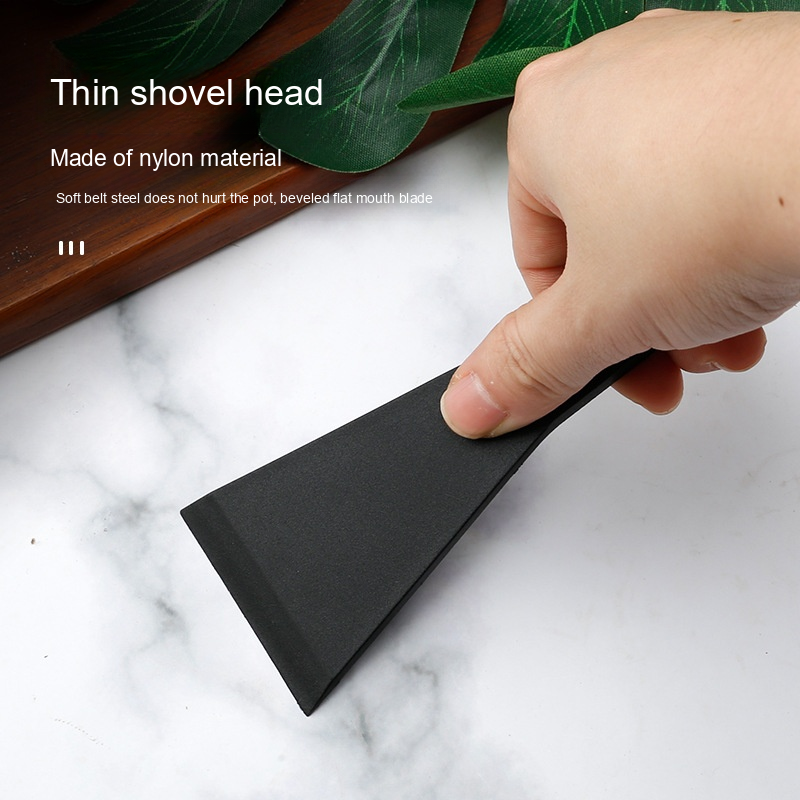 Thin shovel head
Made of nylon material
Soft belt steel does not hurt the pot, beveled flat mouth blade